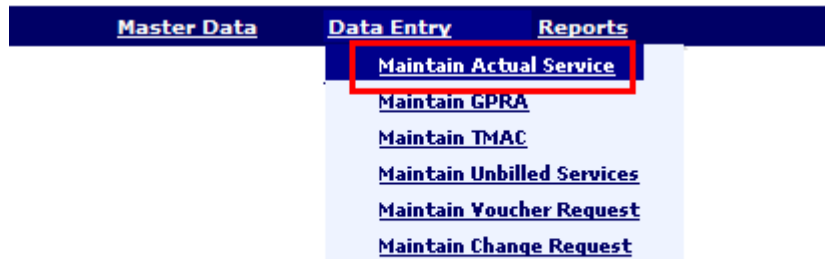 Master Data Data Entry Reports
Maintain Actual Service
Maintain GPRA
Maintain TMAC
Maintain Unbilled Services
Maintain Voucher Request
Maintain Change Request